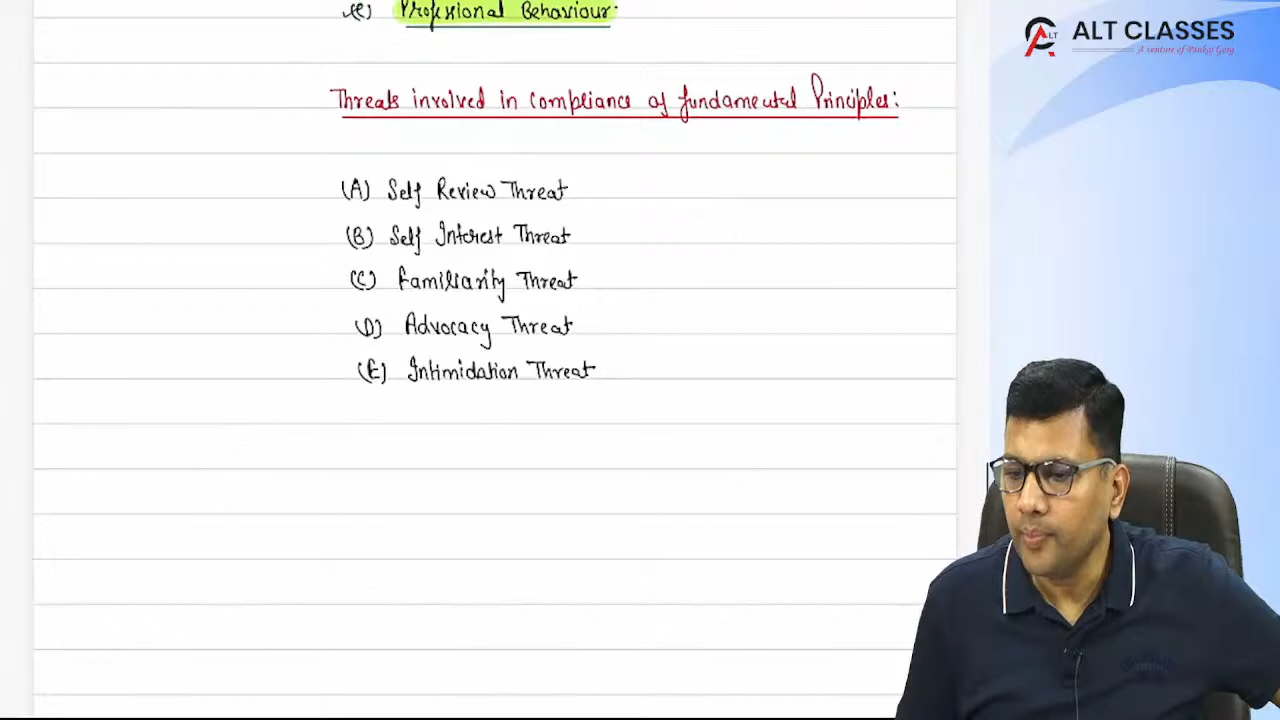 (e) Professional Behaviour.
ALT CLASSES
A venture of Pankaj Garg
Threats involved in compliance of fundamental Principles:
(A) Self Review Threat
(B) Self Interest Threat
(C) Familiarity Threat
(D) Advocacy Threat
(E) Intimidation Threat